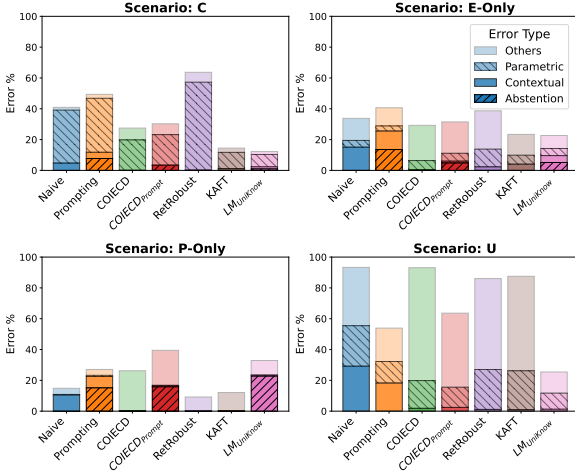 Scenario: C
Error %
100
80
60
40
20
0
Naive
Prompting
COIECD
COIECD_Prompt
RetRobust
KAFT
LM_UniKnow
Scenario: E-Only
Error %
100
80
60
40
20
0
Error Type
Others
Parametric
Contextual
Abstention
Naive
Prompting
COIECD
COIECD_Prompt
RetRobust
KAFT
LM_UniKnow
Scenario: P-Only
Error %
100
80
60
40
20
0
Naive
Prompting
COIECD
COIECD_Prompt
RetRobust
KAFT
LM_UniKnow
Scenario: U
Error %
100
80
60
40
20
0
Naive
Prompting
COIECD
COIECD_Prompt
RetRobust
KAFT
LM_UniKnow